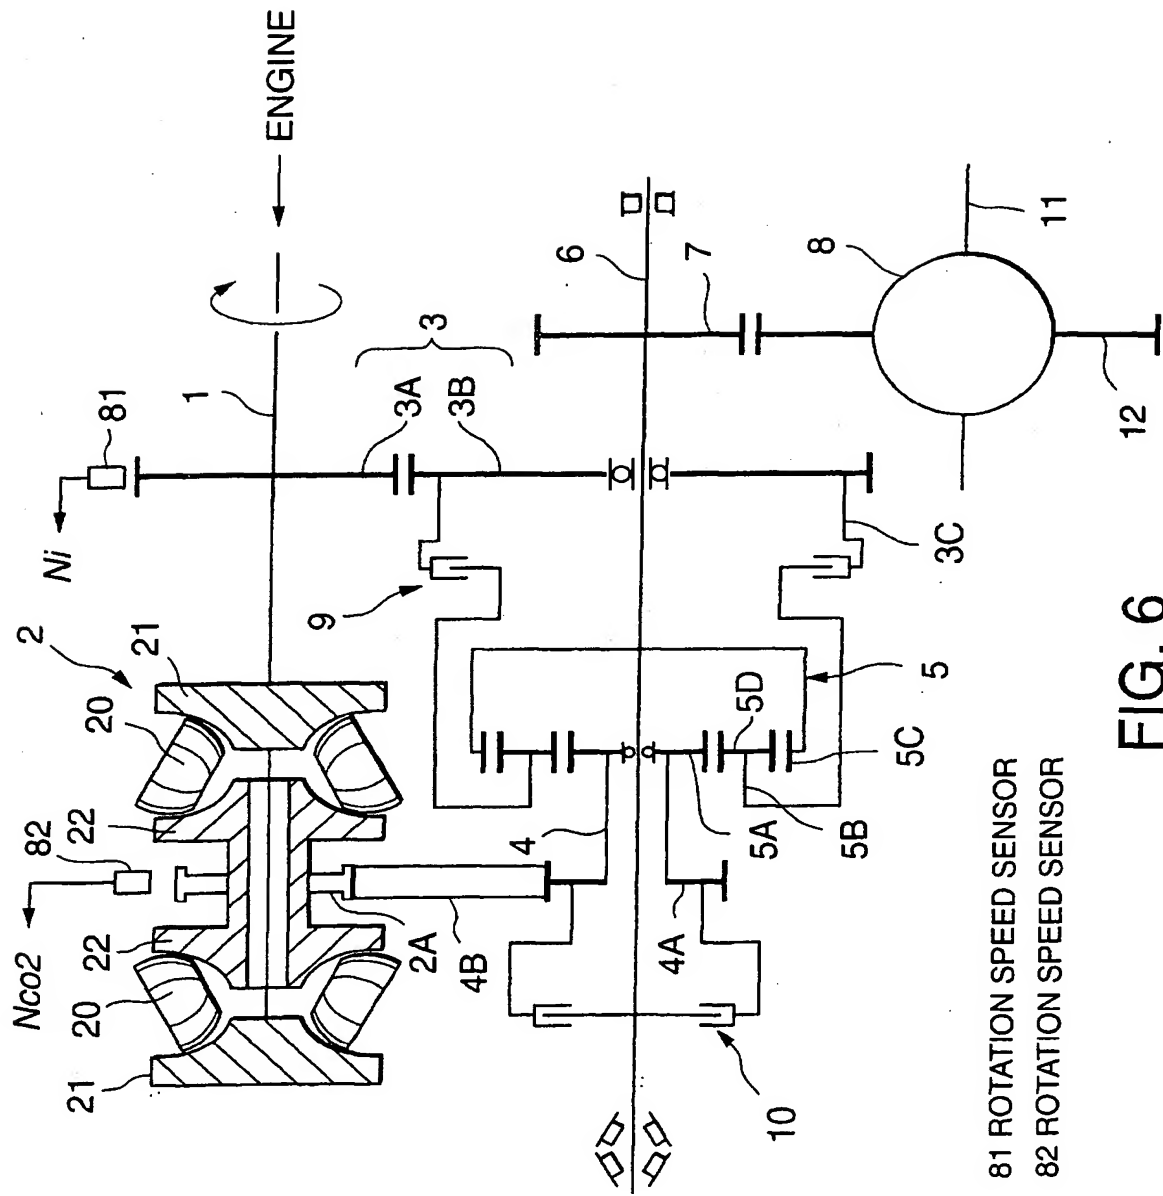 ENGINE
1
81
Ni
3
3A
3B
6
7
8
11
12
3C
9
2
21
20
22
82
Nco2
22
20
21
2A
4B
4
4A
5A
5B
5C
5D
5
10
81 ROTATION SPEED SENSOR
82 ROTATION SPEED SENSOR
FIG. 6